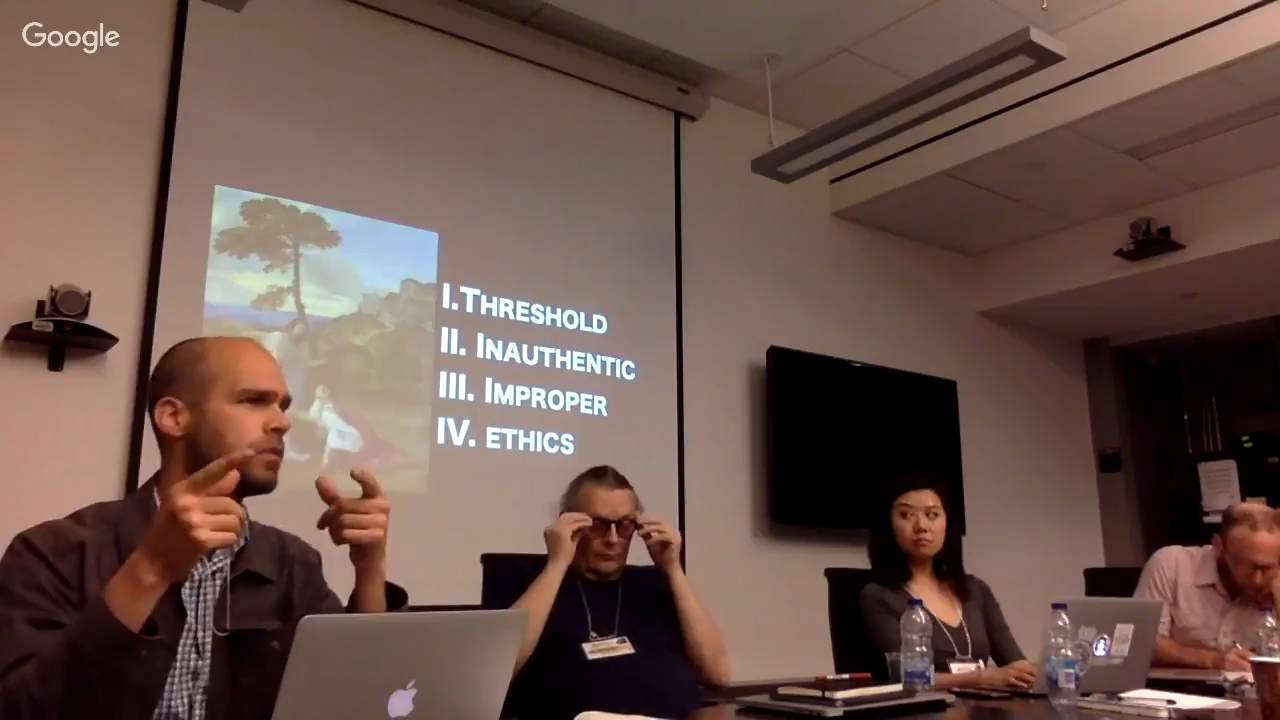 Google
I. THRESHOLD
II. INAUTHENTIC
III. IMPROPER
IV. ETHICS